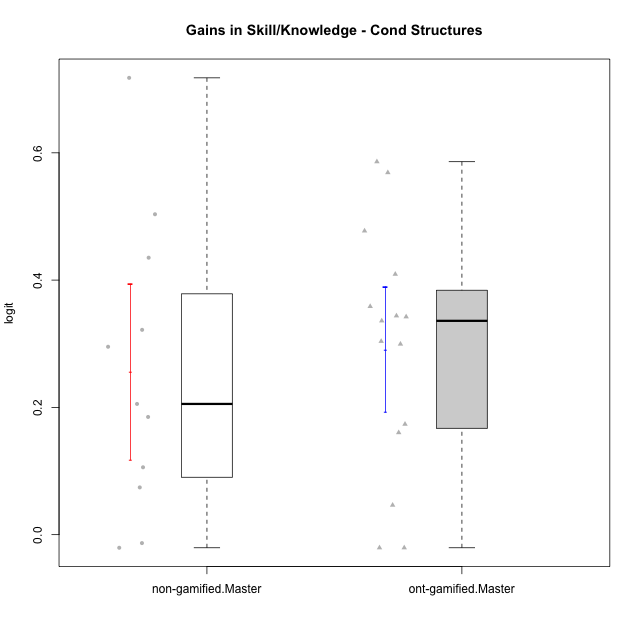 Gains in Skill/Knowledge - Cond Structures
logit
0.6
0.4
0.2
0.0
non-gamified.Master
ont-gamified.Master